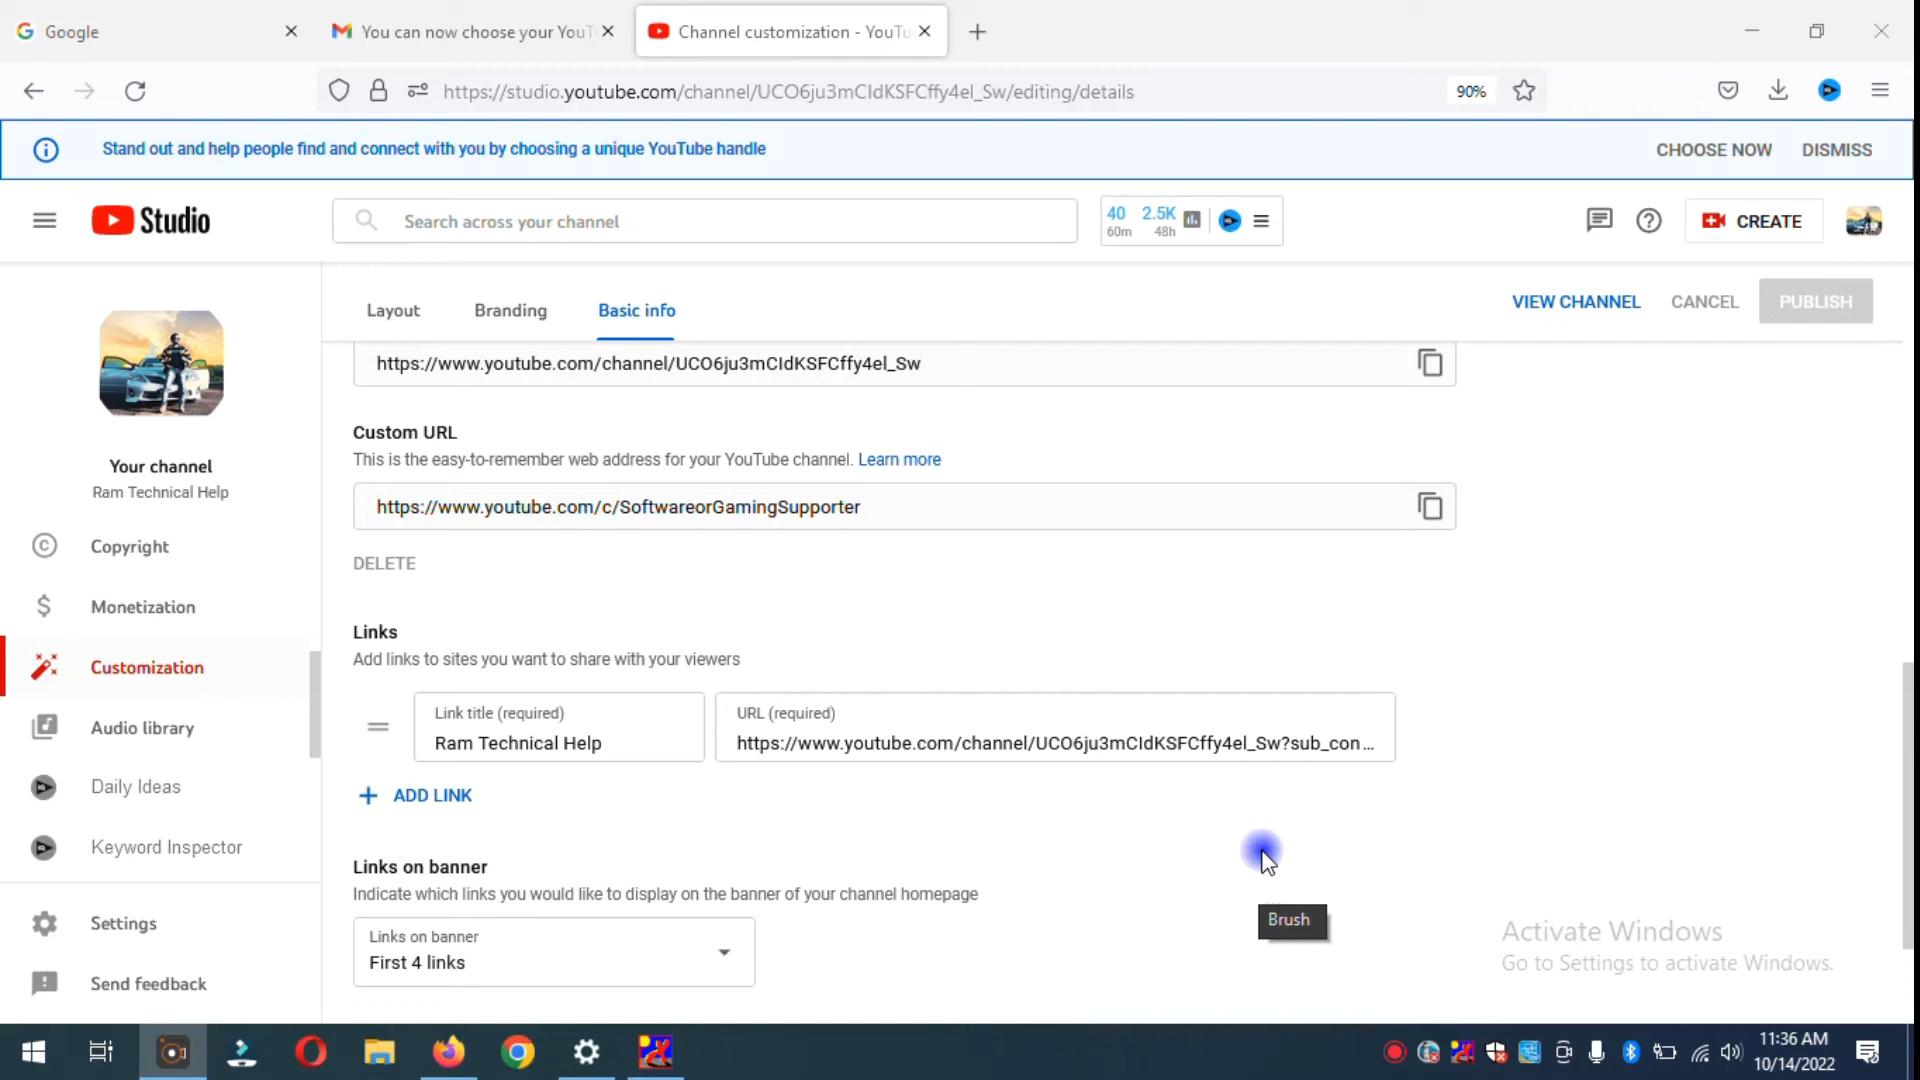 Google
You can now choose your YouT
Channel customization - YouTu
https://studio.youtube.com/channel/UCO6ju3mCIdKSFCffy4el_Sw/editing/details
90%
Stand out and help people find and connect with you by choosing a unique YouTube handle
CHOOSE NOW
DISMISS
Studio
Search across your channel
40 2.5K
60m 48h
CREATE
Layout
Branding
Basic info
VIEW CHANNEL
CANCEL
PUBLISH
Your channel
Ram Technical Help
Copyright
Monetization
Customization
Audio library
Daily Ideas
Keyword Inspector
Settings
Send feedback
https://www.youtube.com/channel/UCO6ju3mCIdKSFCffy4el_Sw
Custom URL
This is the easy-to-remember web address for your YouTube channel. Learn more
https://www.youtube.com/c/SoftwareorGamingSupporter
DELETE
Links
Add links to sites you want to share with your viewers
Link title (required)
Ram Technical Help
URL (required)
https://www.youtube.com/channel/UCO6ju3mCIdKSFCffy4el_Sw?sub_con...
ADD LINK
Links on banner
Indicate which links you would like to display on the banner of your channel homepage
Links on banner
First 4 links
Brush
Activate Windows
Go to Settings to activate Windows.
11:36 AM
10/14/2022